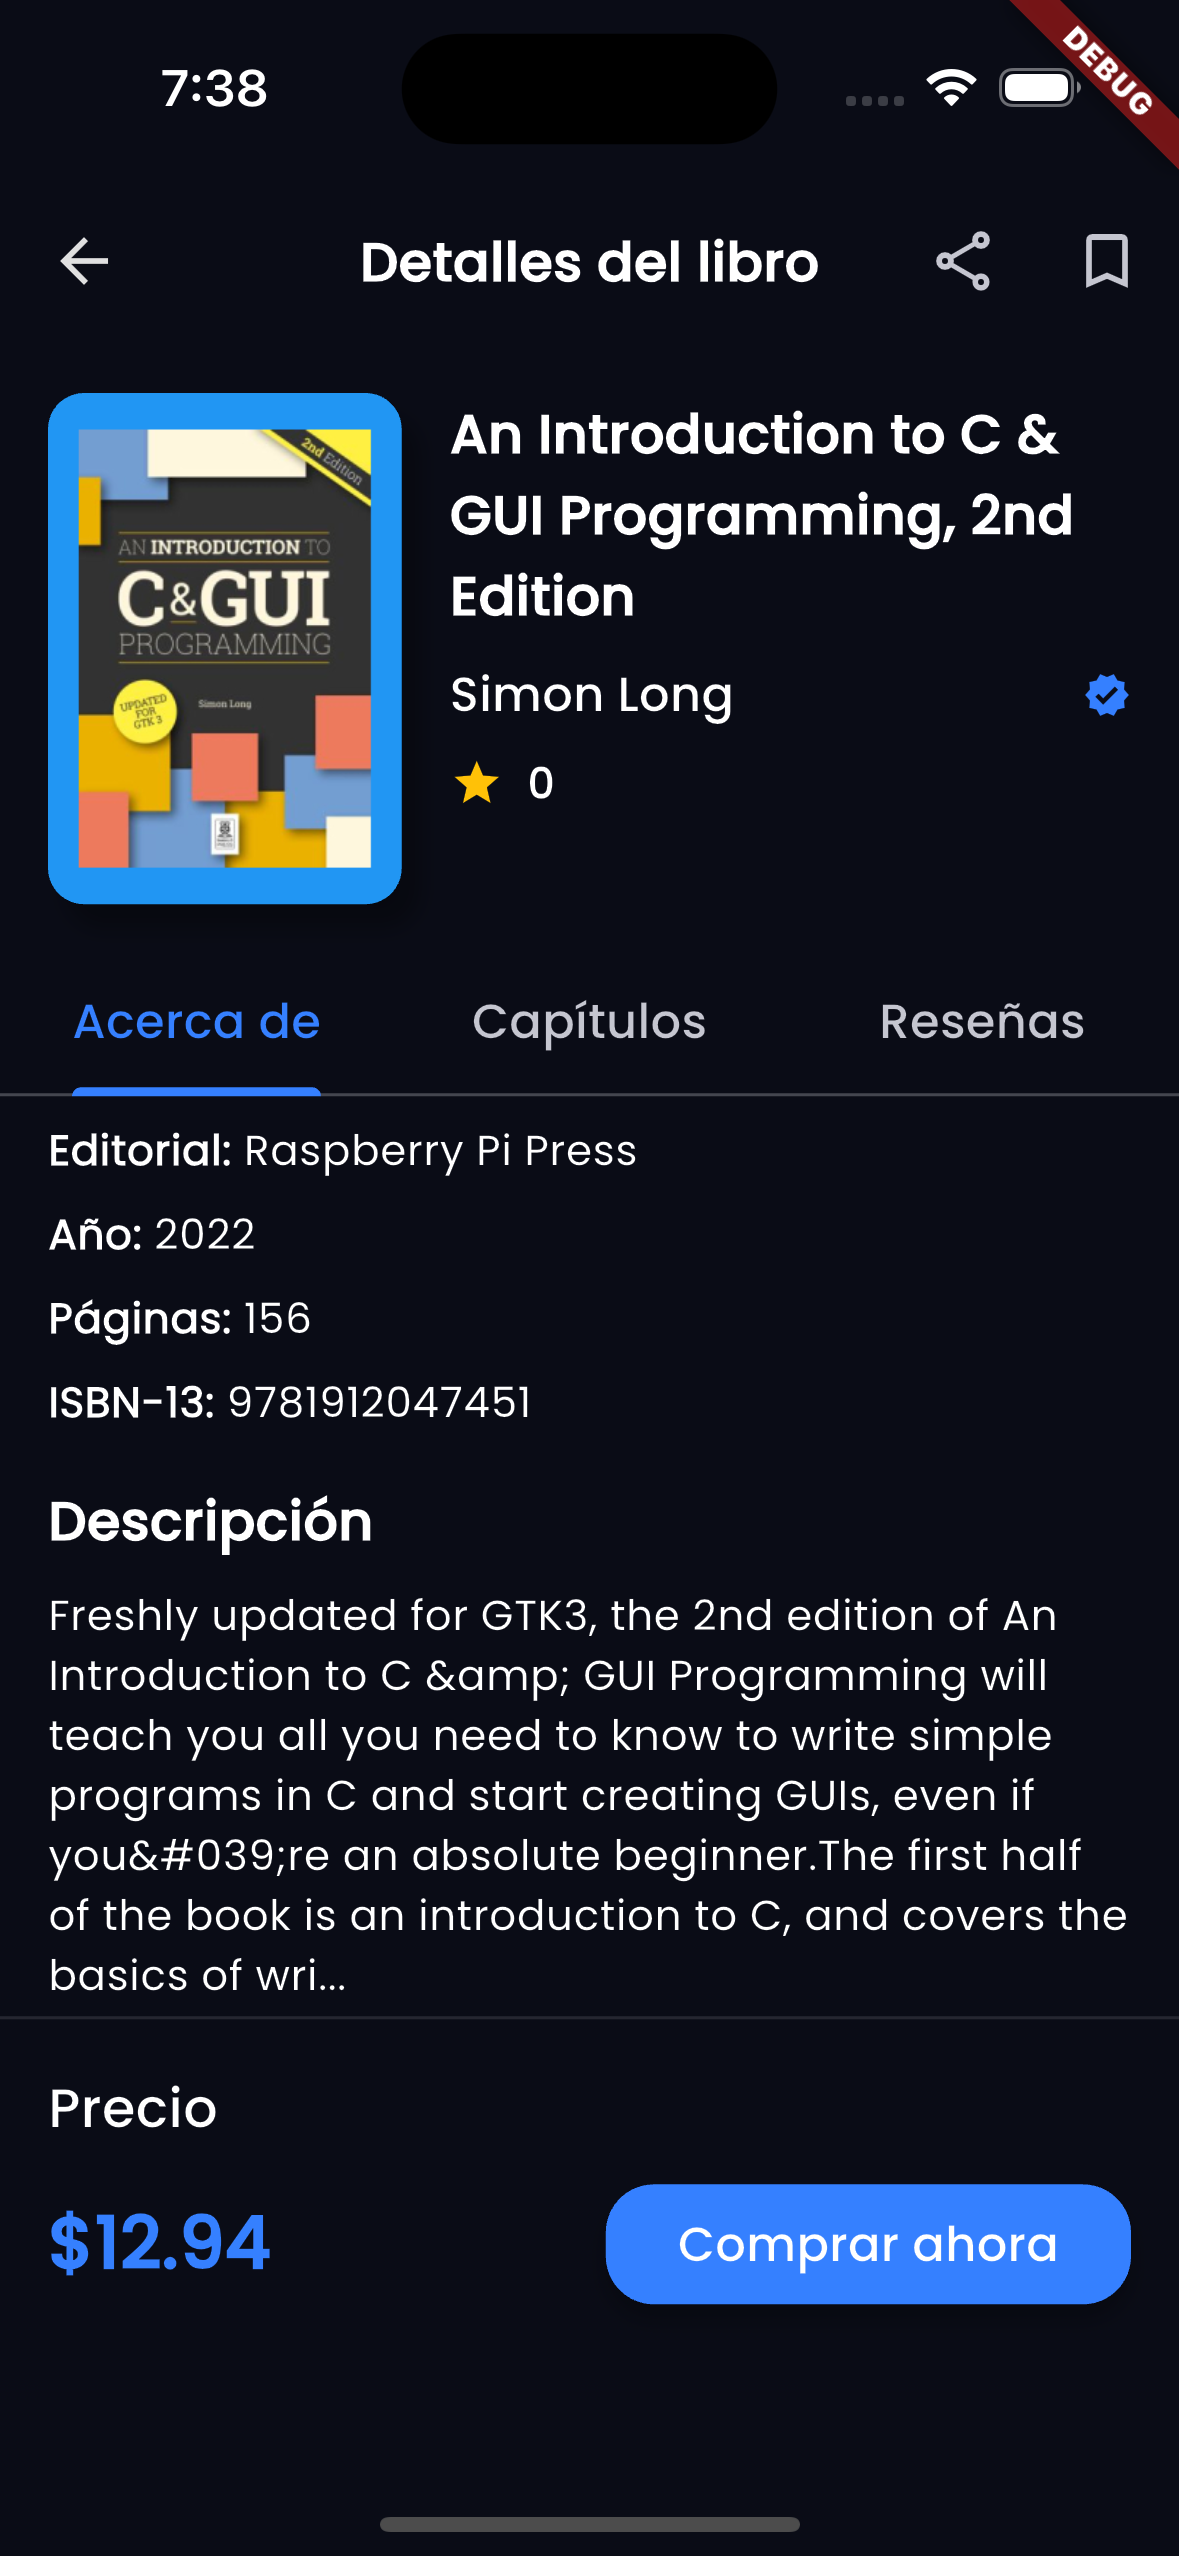 7:38
DEBUG
Detalles del libro
2nd Edition
AN INTRODUCTION TO
C&GUI
PROGRAMMING
UPDATED
FOR
GTK 3
Simon Long
An Introduction to C &
GUI Programming, 2nd
Edition
Simon Long
0
Acerca de
Capítulos
Reseñas
Editorial: Raspberry Pi Press
Año: 2022
Páginas: 156
ISBN-13: 9781912047451
Descripción
Freshly updated for GTK3, the 2nd edition of An
Introduction to C &amp;amp; GUI Programming will
teach you all you need to know to write simple
programs in C and start creating GUIs, even if
you&amp;#039;re an absolute beginner.The first half
of the book is an introduction to C, and covers the
basics of wri...
Precio
$12.94
Comprar ahora